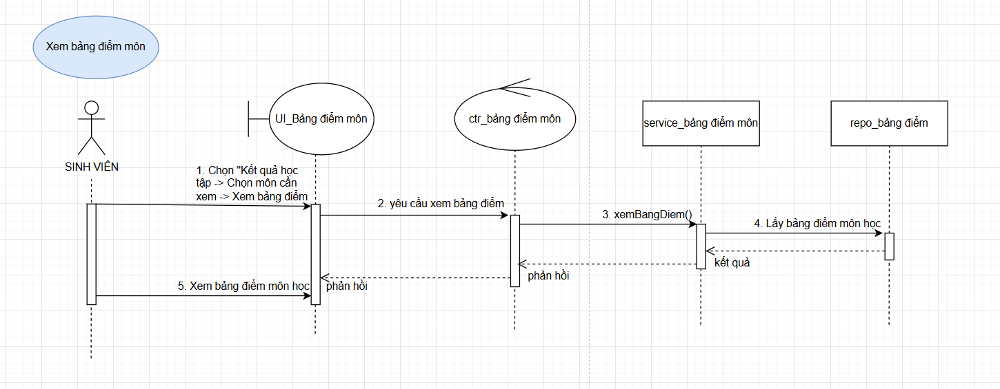 Xem bảng điểm môn
UI_Bảng điểm môn
ctr_bảng điểm môn
service_bảng điểm môn
repo_bảng điểm
SINH VIÊN
1. Chọn "Kết quả học
tập -> Chọn môn cần
xem -> Xem bảng điểm
2. yêu cầu xem bảng điểm
3. xemBangDiem()
4. Lấy bảng điểm môn học
kết quả
phản hồi
phản hồi
5. Xem bảng điểm môn học